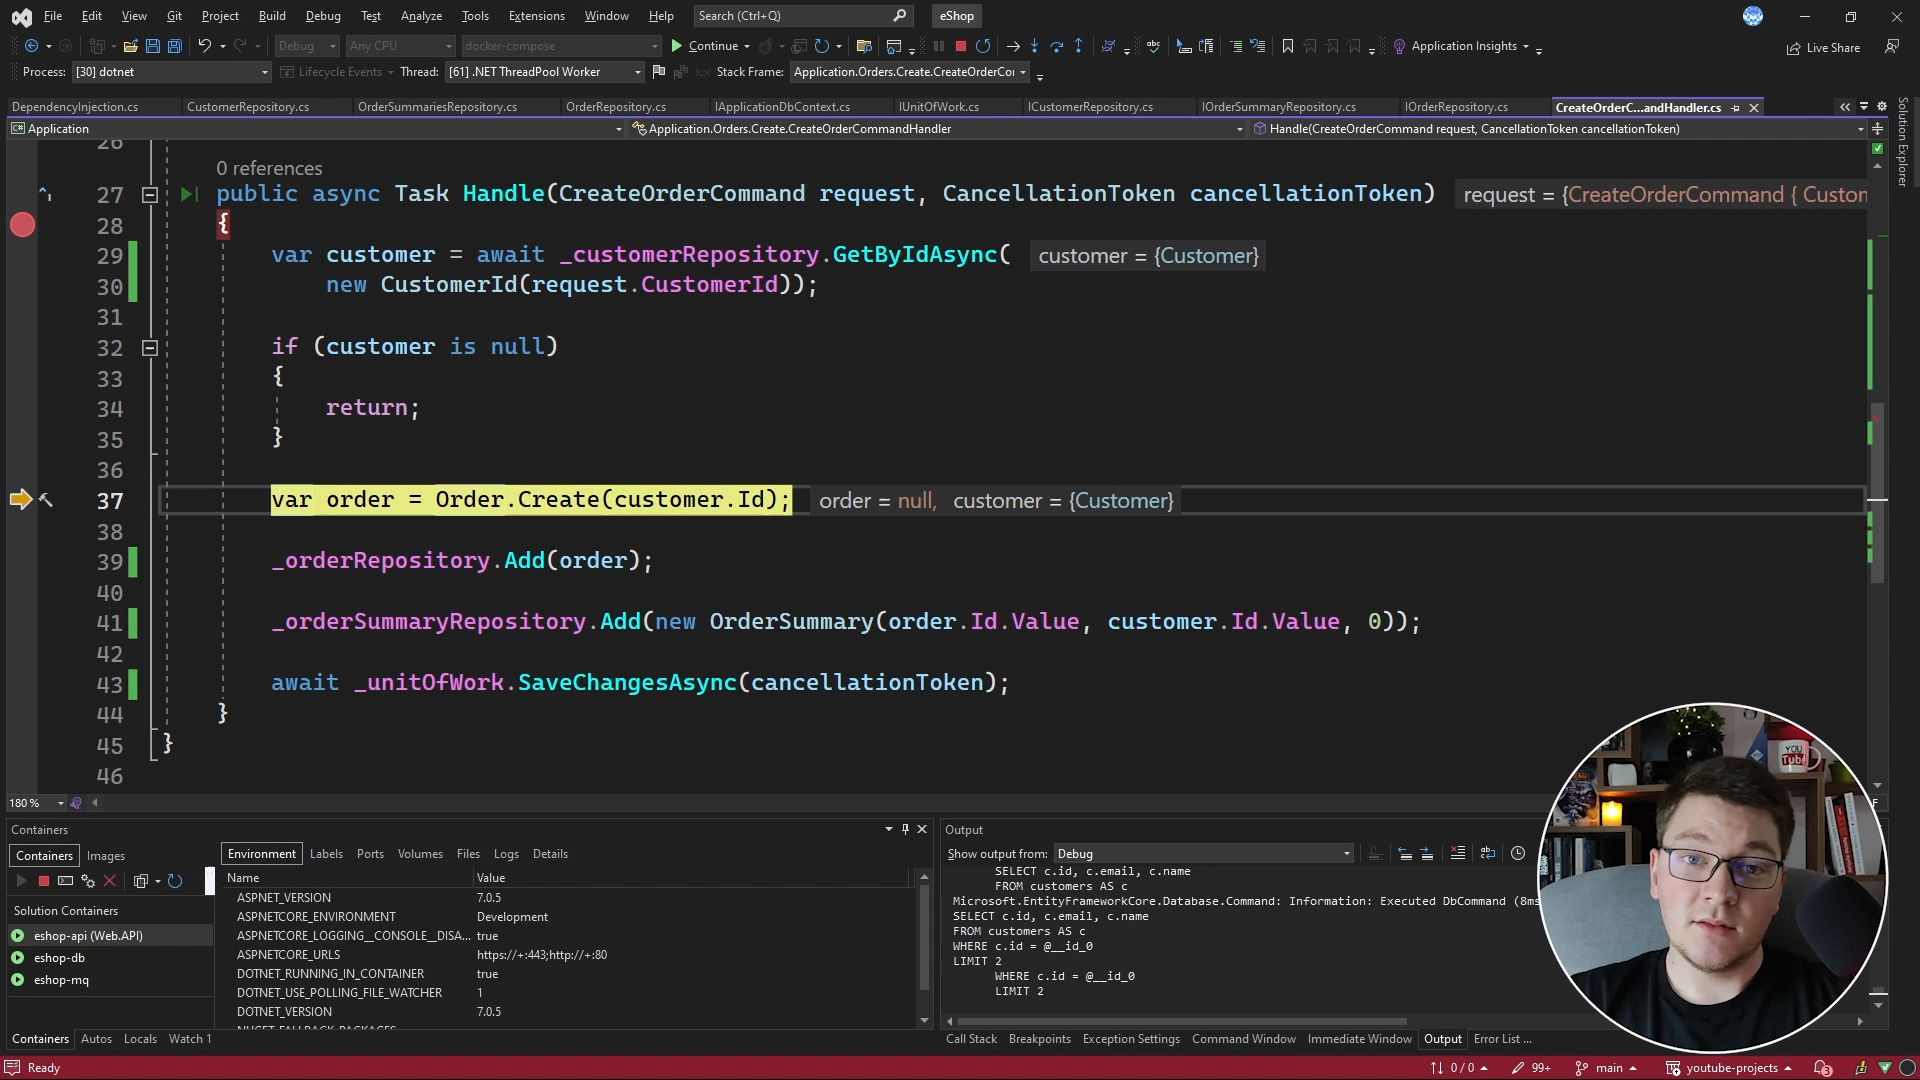 File Edit View Git Project Build Debug Test Analyze Tools Extensions Window Help Search (Ctrl+Q) eShop
Debug Any CPU docker-compose Continue Application Insights Live Share
Process: [30] dotnet Lifecycle Events Thread: [61] .NET ThreadPool Worker Stack Frame: Application.Orders.Create.CreateOrderCo
DependencyInjection.cs CustomerRepository.cs OrderSummariesRepository.cs OrderRepository.cs IApplicationDbContext.cs IUnitOfWork.cs ICustomerRepository.cs IOrderSummaryRepository.cs IOrderRepository.cs CreateOrderC...andHandler.cs
Application Application.Orders.Create.CreateOrderCommandHandler Handle(CreateOrderCommand request, CancellationToken cancellationToken)
Solution Explorer
26
0 references
27 public async Task Handle(CreateOrderCommand request, CancellationToken cancellationToken) request = {CreateOrderCommand { Custon
28 {
29 var customer = await _customerRepository.GetByIdAsync( customer = {Customer}
30 new CustomerId(request.CustomerId));
31
32 if (customer is null)
33 {
34 return;
35 }
36
37 var order = Order.Create(customer.Id); order = null, customer = {Customer}
38
39 _orderRepository.Add(order);
40
41 _orderSummaryRepository.Add(new OrderSummary(order.Id.Value, customer.Id.Value, 0));
42
43 await _unitOfWork.SaveChangesAsync(cancellationToken);
44 }
45 }
46
180 %
Containers
Containers Images
Solution Containers
eshop-api (Web.API)
eshop-db
eshop-mq
Environment Labels Ports Volumes Files Logs Details
Name Value
ASPNET_VERSION 7.0.5
ASPNETCORE_ENVIRONMENT Development
ASPNETCORE_LOGGING__CONSOLE__DISA... true
ASPNETCORE_URLS https://+:443;http://+:80
DOTNET_RUNNING_IN_CONTAINER true
DOTNET_USE_POLLING_FILE_WATCHER 1
DOTNET_VERSION 7.0.5
Containers Autos Locals Watch 1
Output
Show output from: Debug
SELECT c.id, c.email, c.name
FROM customers AS c
Microsoft.EntityFrameworkCore.Database.Command: Information: Executed DbCommand (8ms
SELECT c.id, c.email, c.name
FROM customers AS c
WHERE c.id = @__id_0
LIMIT 2
WHERE c.id = @__id_0
LIMIT 2
YOU
Tube
Call Stack Breakpoints Exception Settings Command Window Immediate Window Output Error List ...
Ready 0 / 0 99+ main youtube-projects 3